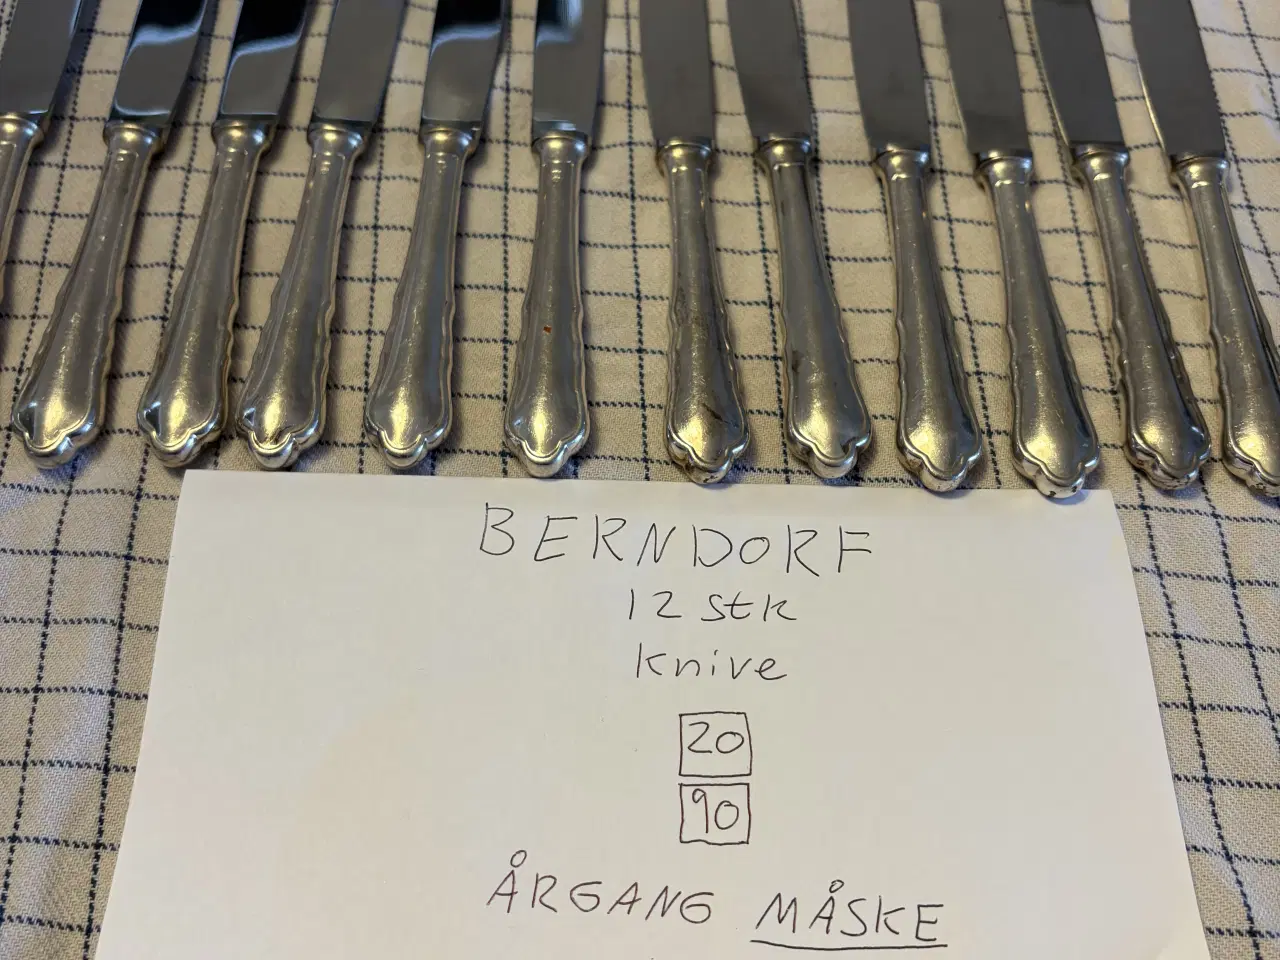 BERNDORF
12 stk
knive
20
90
ÅRGANG MÅSKE